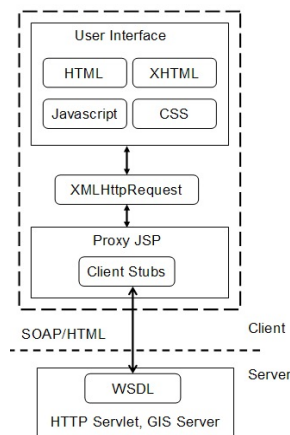 User Interface
HTML XHTML
Javascript CSS
XMLHttpRequest
Proxy JSP
Client Stubs
SOAP/HTML Client
Server
WSDL
HTTP Servlet, GIS Server